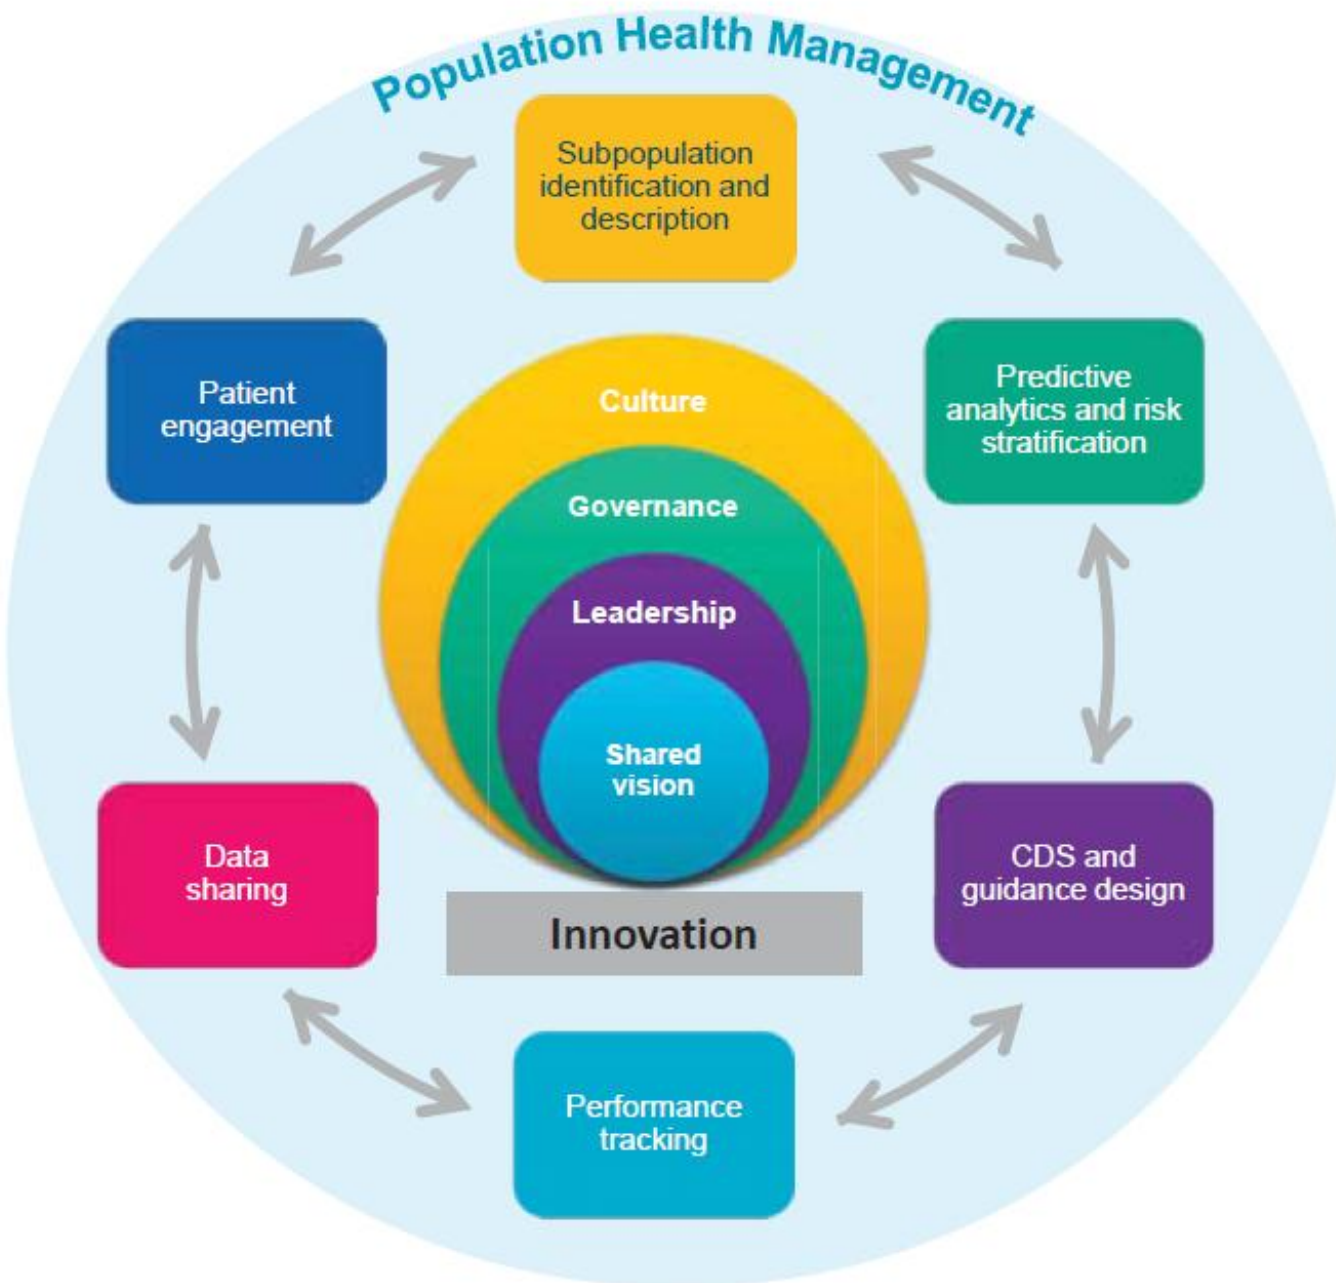 Population Health Management
Subpopulation
identification and
description
Patient
engagement
Predictive
analytics and risk
stratification
Culture
Governance
Leadership
Shared
vision
Data
sharing
CDS and
guidance design
Innovation
Performance
tracking